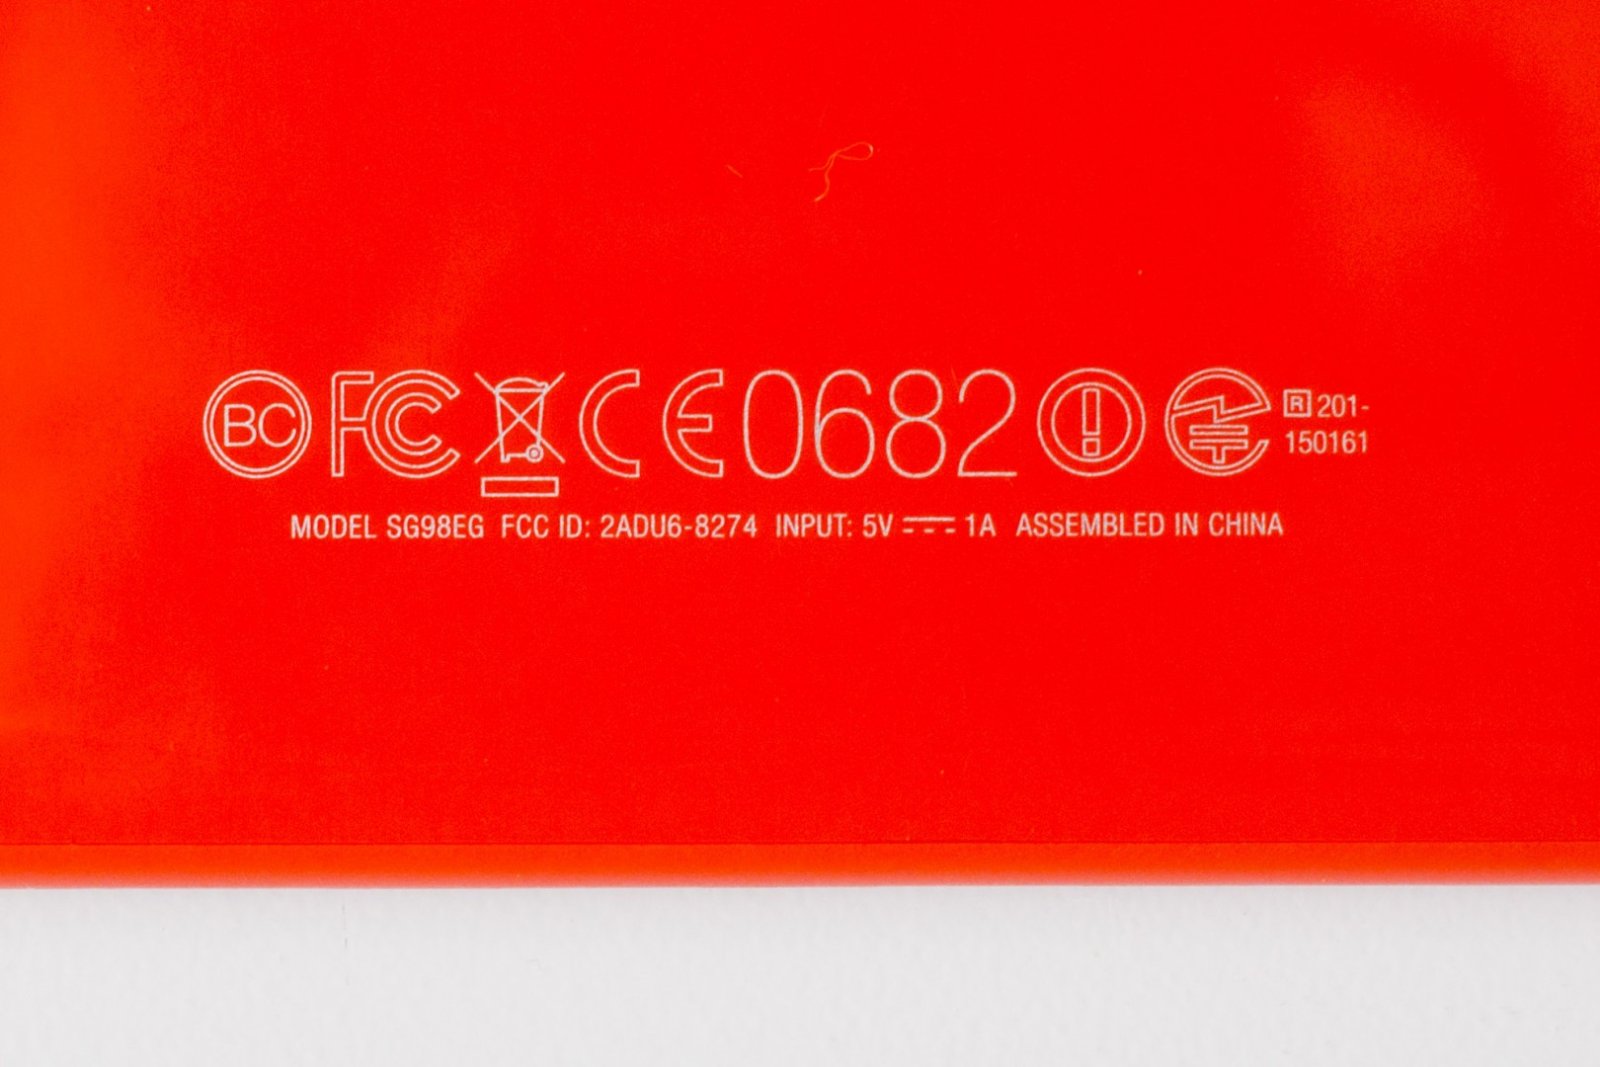 BC FC CE0682 R 201-
150161
MODEL SG98EG FCC ID: 2ADU6-8274 INPUT: 5V 1A ASSEMBLED IN CHINA